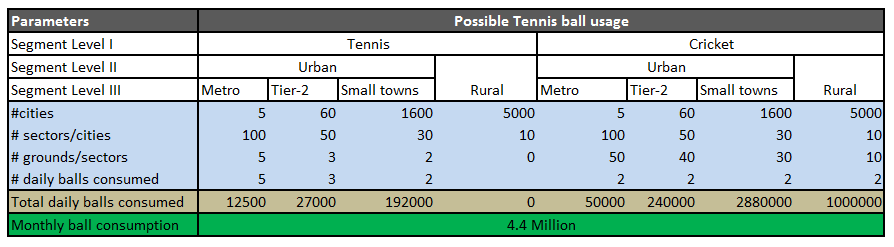 Parameters Possible Tennis ball usage
Segment Level I Tennis Cricket
Segment Level II Urban Urban
Segment Level III Metro Tier-2 Small towns Rural Metro Tier-2 Small towns Rural
#cities 5 60 1600 5000 5 60 1600 5000
# sectors/cities 100 50 30 10 100 50 30 10
# grounds/sectors 5 3 2 0 50 40 30 10
# daily balls consumed 5 3 2 2 2 2 2
Total daily balls consumed 12500 27000 192000 0 50000 240000 2880000 1000000
Monthly ball consumption 4.4 Million